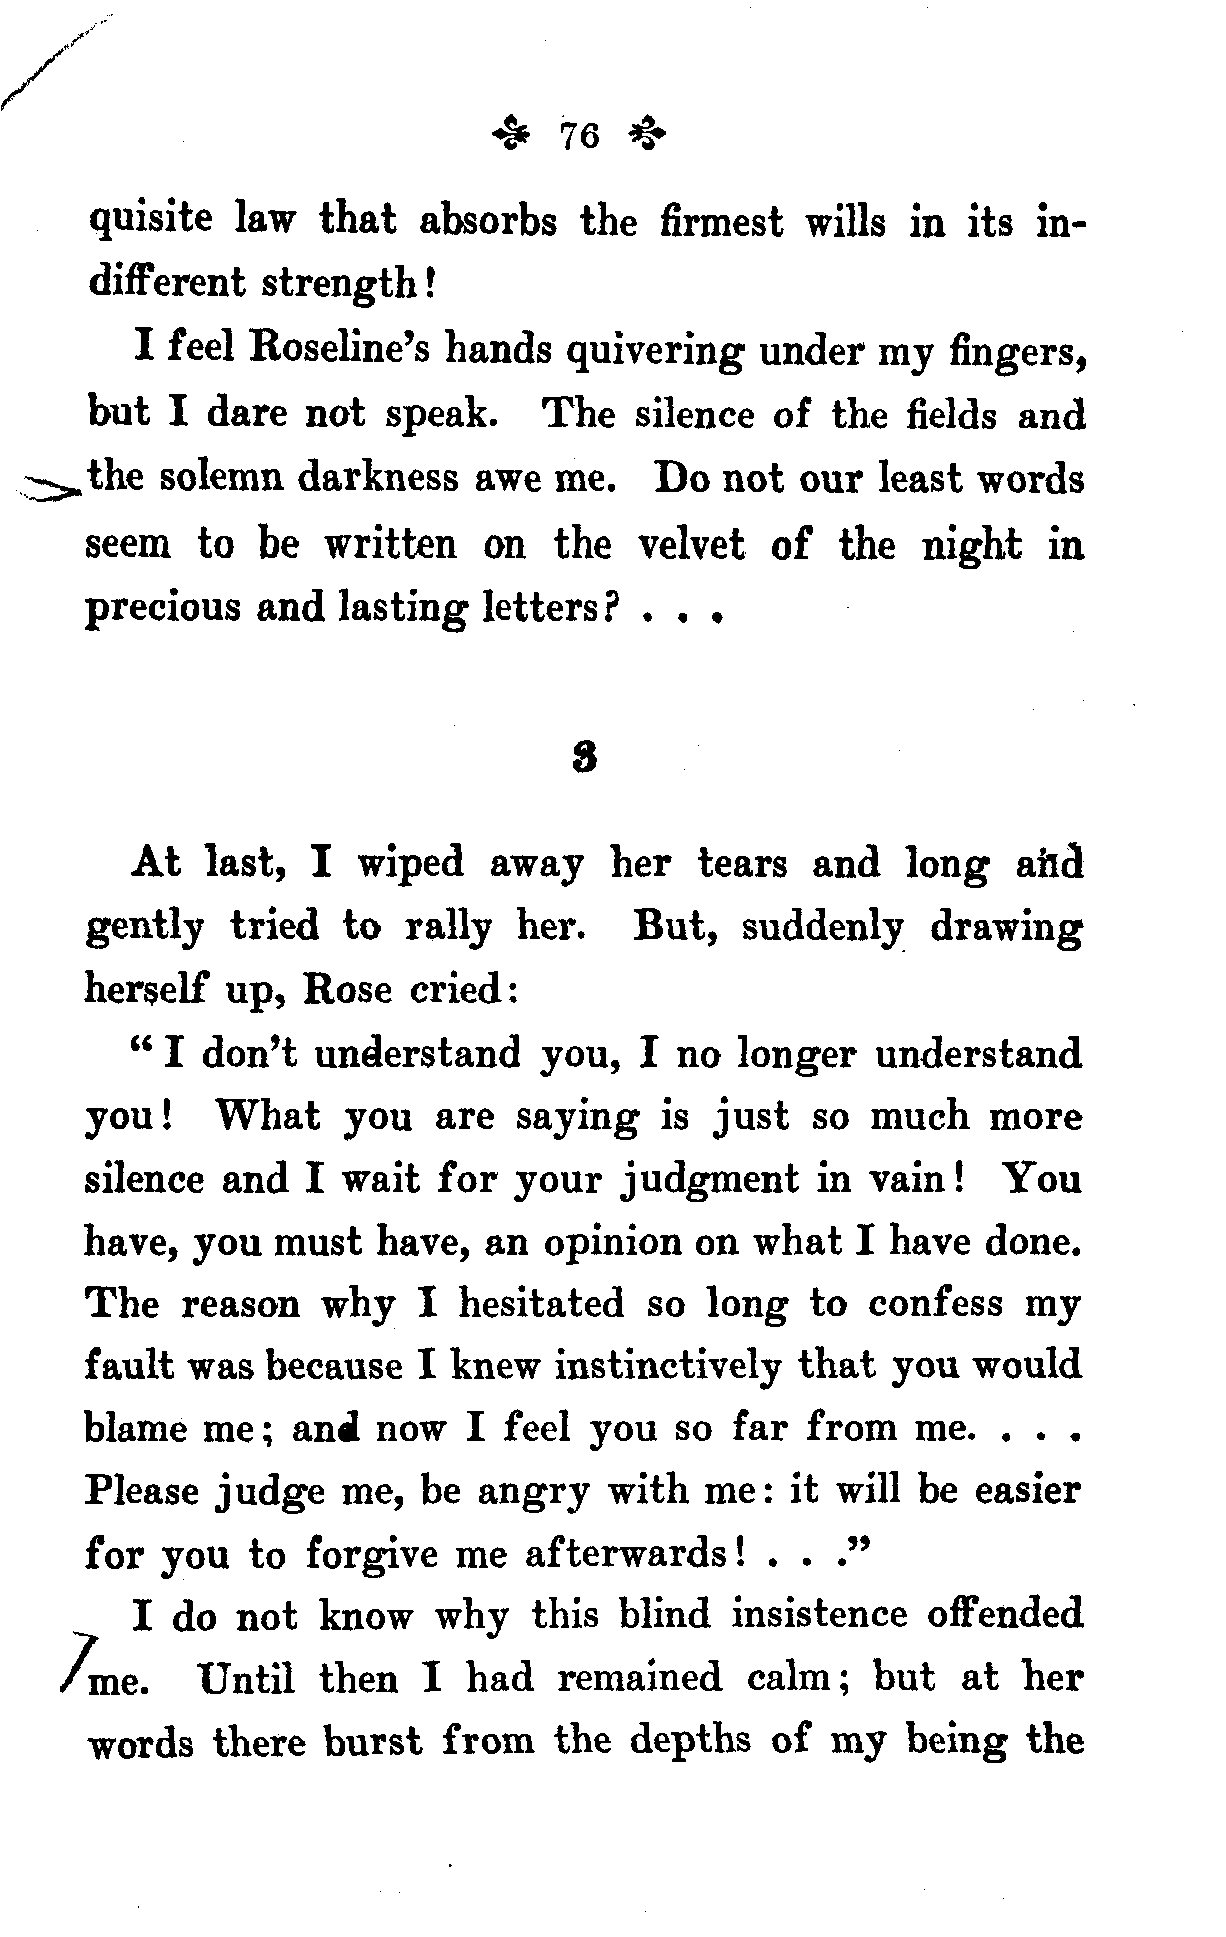 76
quisite law that absorbs the firmest wills in its in-
different strength!
I feel Roseline's hands quivering under my fingers,
but I dare not speak. The silence of the fields and
the solemn darkness awe me. Do not our least words
seem to be written on the velvet of the night in
precious and lasting letters? . . .
3
At last, I wiped away her tears and long and
gently tried to rally her. But, suddenly drawing
herself up, Rose cried:
"I don't understand you, I no longer understand
you! What you are saying is just so much more
silence and I wait for your judgment in vain! You
have, you must have, an opinion on what I have done.
The reason why I hesitated so long to confess my
fault was because I knew instinctively that you would
blame me; and now I feel you so far from me. . . .
Please judge me, be angry with me: it will be easier
for you to forgive me afterwards! . . ."
I do not know why this blind insistence offended
me. Until then I had remained calm; but at her
words there burst from the depths of my being the